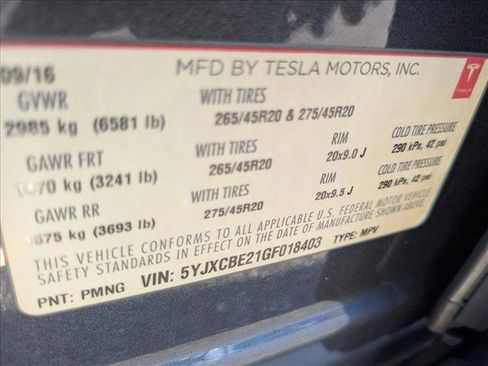 09/16 MFD BY TESLA MOTORS, INC.
GVWR WITH TIRES
2985 kg (6581 lb) 265/45R20 & 275/45R20
GAWR FRT WITH TIRES RIM COLD TIRE PRESSURE
1470 kg (3241 lb) 265/45R20 20x9.0 J 290 kPa, 42 psi
GAWR RR WITH TIRES RIM COLD TIRE PRESSURE
1675 kg (3693 lb) 275/45R20 20x9.5 J 290 kPa, 42 psi
THIS VEHICLE CONFORMS TO ALL APPLICABLE U.S. FEDERAL MOTOR VEHICLE
SAFETY STANDARDS IN EFFECT ON THE DATE OF MANUFACTURE SHOWN ABOVE.
PNT: PMNG VIN: 5YJXCBE21GF018403 TYPE: MPV
TESLA